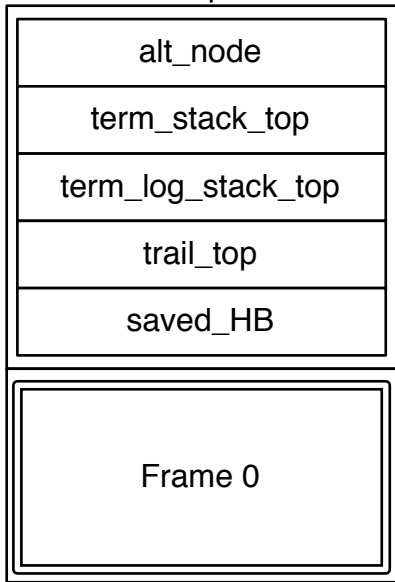 alt_node
term_stack_top
term_log_stack_top
trail_top
saved_HB
Frame 0